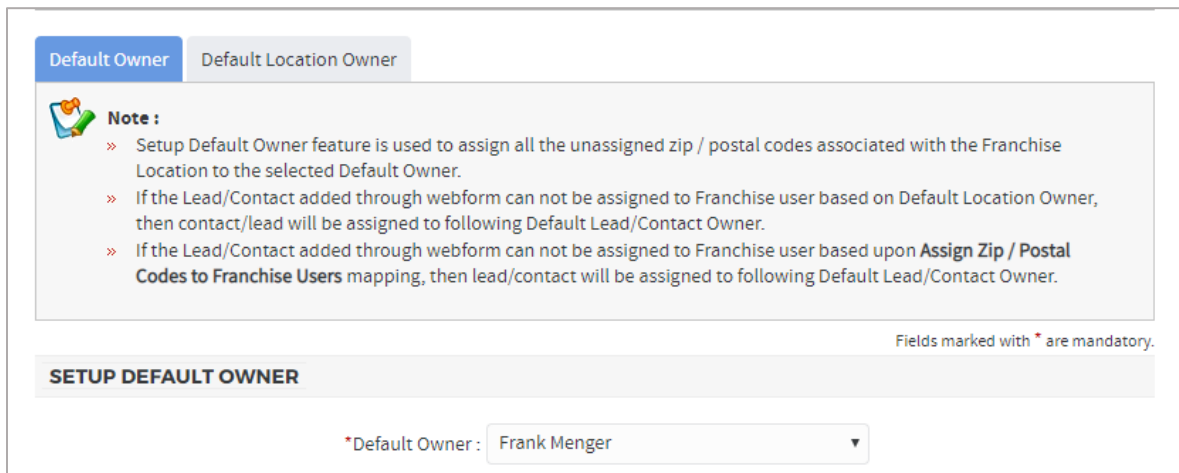 Default Owner Default Location Owner
Note :
» Setup Default Owner feature is used to assign all the unassigned zip / postal codes associated with the Franchise
Location to the selected Default Owner.
» If the Lead/Contact added through webform can not be assigned to Franchise user based on Default Location Owner,
then contact/lead will be assigned to following Default Lead/Contact Owner.
» If the Lead/Contact added through webform can not be assigned to Franchise user based upon Assign Zip / Postal
Codes to Franchise Users mapping, then lead/contact will be assigned to following Default Lead/Contact Owner.
Fields marked with * are mandatory.
SETUP DEFAULT OWNER
*Default Owner : Frank Menger